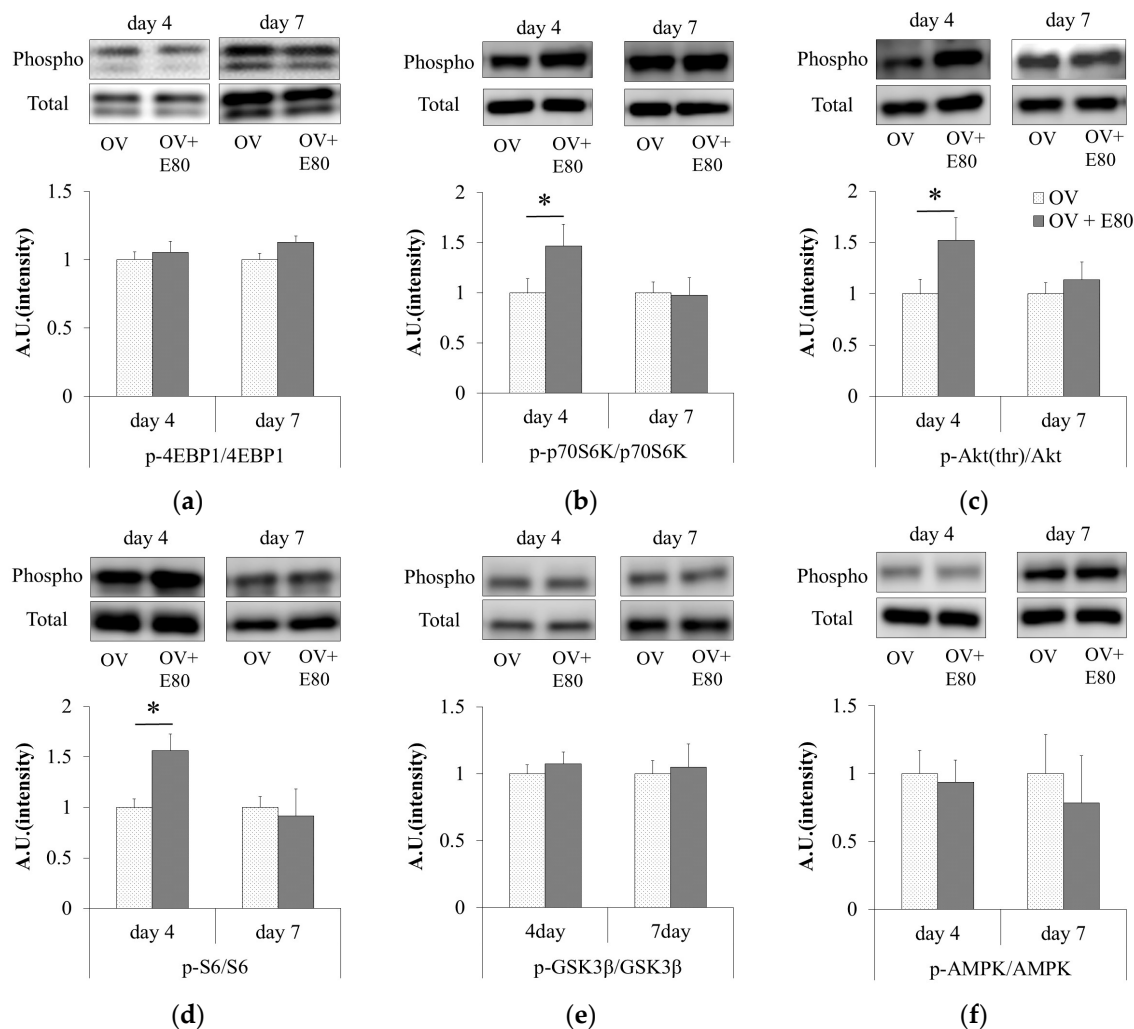 day 4 day 7
Phospho
Total
OV OV+ E80 OV OV+ E80
A.U.(intensity)
1.5
1
0.5
0
day 4 day 7
p-4EBP1/4EBP1
(a)
day 4 day 7
Phospho
Total
OV OV+ E80 OV OV+ E80
A.U.(intensity)
2
*
1.5
1
0.5
0
day 4 day 7
p-p70S6K/p70S6K
(b)
day 4 day 7
Phospho
Total
OV OV+ E80 OV OV+ E80
A.U.(intensity)
2
*
OV
OV + E80
1.5
1
0.5
0
day 4 day 7
p-Akt(thr)/Akt
(c)
day 4 day 7
Phospho
Total
OV OV+ E80 OV OV+ E80
A.U.(intensity)
2
*
1.5
1
0.5
0
day 4 day 7
p-S6/S6
(d)
day 4 day 7
Phospho
Total
OV OV+ E80 OV OV+ E80
A.U.(intensity)
1.5
1
0.5
0
4day 7day
p-GSK3β/GSK3β
(e)
day 4 day 7
Phospho
Total
OV OV+ E80 OV OV+ E80
A.U.(intensity)
1.5
1
0.5
0
day 4 day 7
p-AMPK/AMPK
(f)